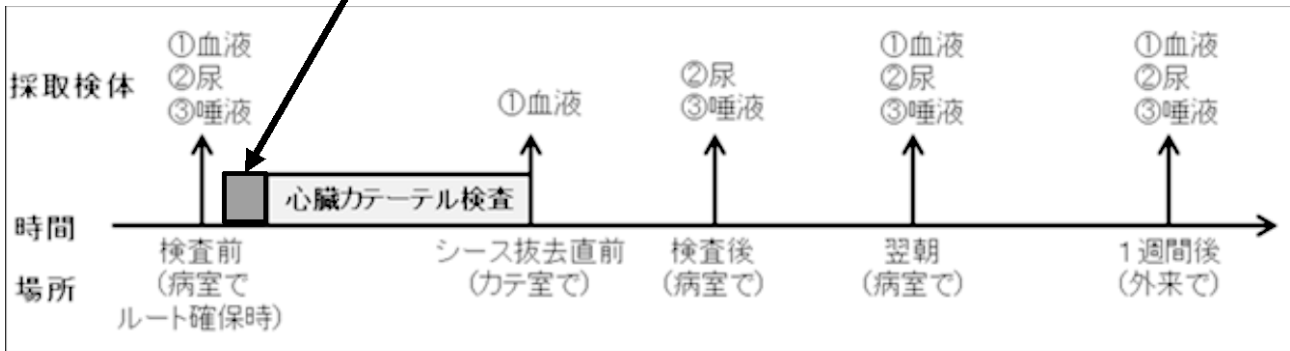 採取検体
①血液
②尿
③唾液
①血液
②尿
③唾液
①血液
②尿
③唾液
①血液
②尿
③唾液
心臓カテーテル検査
時間
場所
検査前
(病室で
ルート確保時)
シース抜去直前
(カテ室で)
検査後
(病室で)
翌朝
(病室で)
1週間後
(外来で)